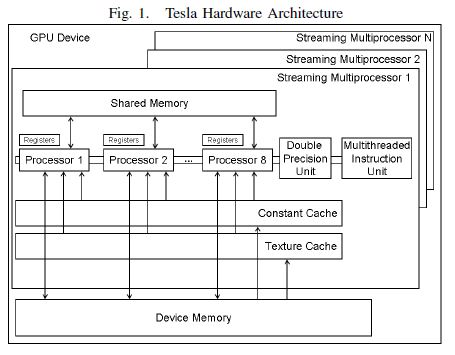 Fig. 1. Tesla Hardware Architecture
GPU Device
Streaming Multiprocessor N
Streaming Multiprocessor 2
Streaming Multiprocessor 1
Shared Memory
Registers
Registers
Registers
Processor 1
Processor 2
...
Processor 8
Double
Precision
Unit
Multithreaded
Instruction
Unit
Constant Cache
Texture Cache
Device Memory